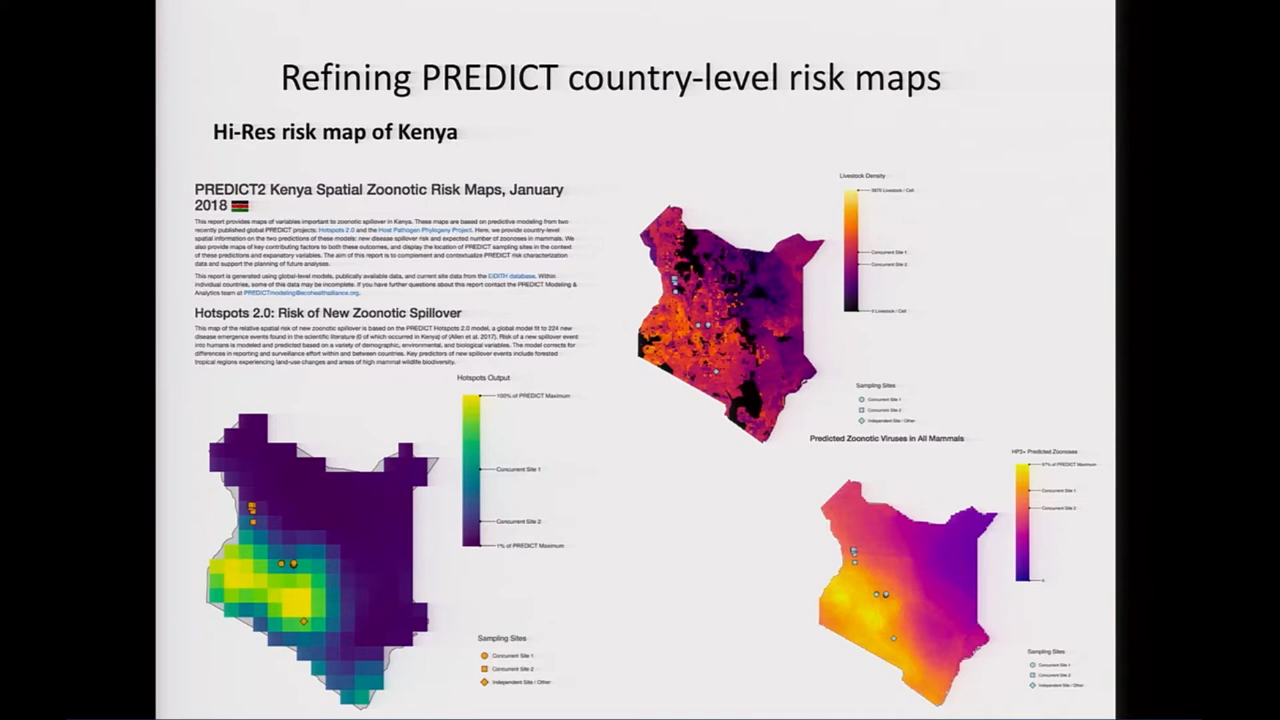 Refining PREDICT country-level risk maps
Hi-Res risk map of Kenya
PREDICT2 Kenya Spatial Zoonotic Risk Maps, January
2018
This report provides maps of variables important to zoonotic spillover in Kenya. These maps are based on predictive modeling from two
recently published global PREDICT projects: Hotspots 2.0 and the Host Pathogen Phylogeny Project. Here, we provide country-level
spatial information on the two predictions of these models: new disease spillover risk and expected number of zoonoses in mammals. We
also provide maps of key contributing factors to both these outcomes, and display the location of PREDICT sampling sites in the context
of these predictions and expanatory variables. The aim of this report is to complement and contextualize PREDICT risk characterization
data and support the planning of future analyses.
This report is generated using global-level models, publically available data, and current site data from the EIDITH database. Within
individual countries, some of this data may be incomplete. If you have further questions about this report contact the PREDICT Modeling &
Analytics team at PREDICTmodeling@ecohealthalliance.org.
Hotspots 2.0: Risk of New Zoonotic Spillover
This map of the relative spatial risk of new zoonotic spillover is based on the PREDICT Hotspots 2.0 model, a global model fit to 224 new
disease emergence events found in the scientific literature (0 of which occurred in Kenya) of (Allen et al. 2017). Risk of a new spillover event
into humans is modeled and predicted based on a variety of demographic, environmental, and biological variables. The model corrects for
differences in reporting and surveillance effort within and between countries. Key predictors of new spillover events include forested
tropical regions experiencing land-use changes and areas of high mammal wildlife biodiversity.
Hotspots Output
100% of PREDICT Maximum
Concurrent Site 1
Concurrent Site 2
1% of PREDICT Maximum
Sampling Sites
Concurrent Site 1
Concurrent Site 2
Independent Site / Other
Livestock Density
Livestock / Cell
Concurrent Site 1
Concurrent Site 2
0 Livestock / Cell
Sampling Sites
Concurrent Site 1
Concurrent Site 2
Independent Site / Other
Predicted Zoonotic Viruses in All Mammals
HP3+ Predicted Zoonoses
97% of PREDICT Maximum
Concurrent Site 1
Concurrent Site 2
0
Sampling Sites
Concurrent Site 1
Concurrent Site 2
Independent Site / Other